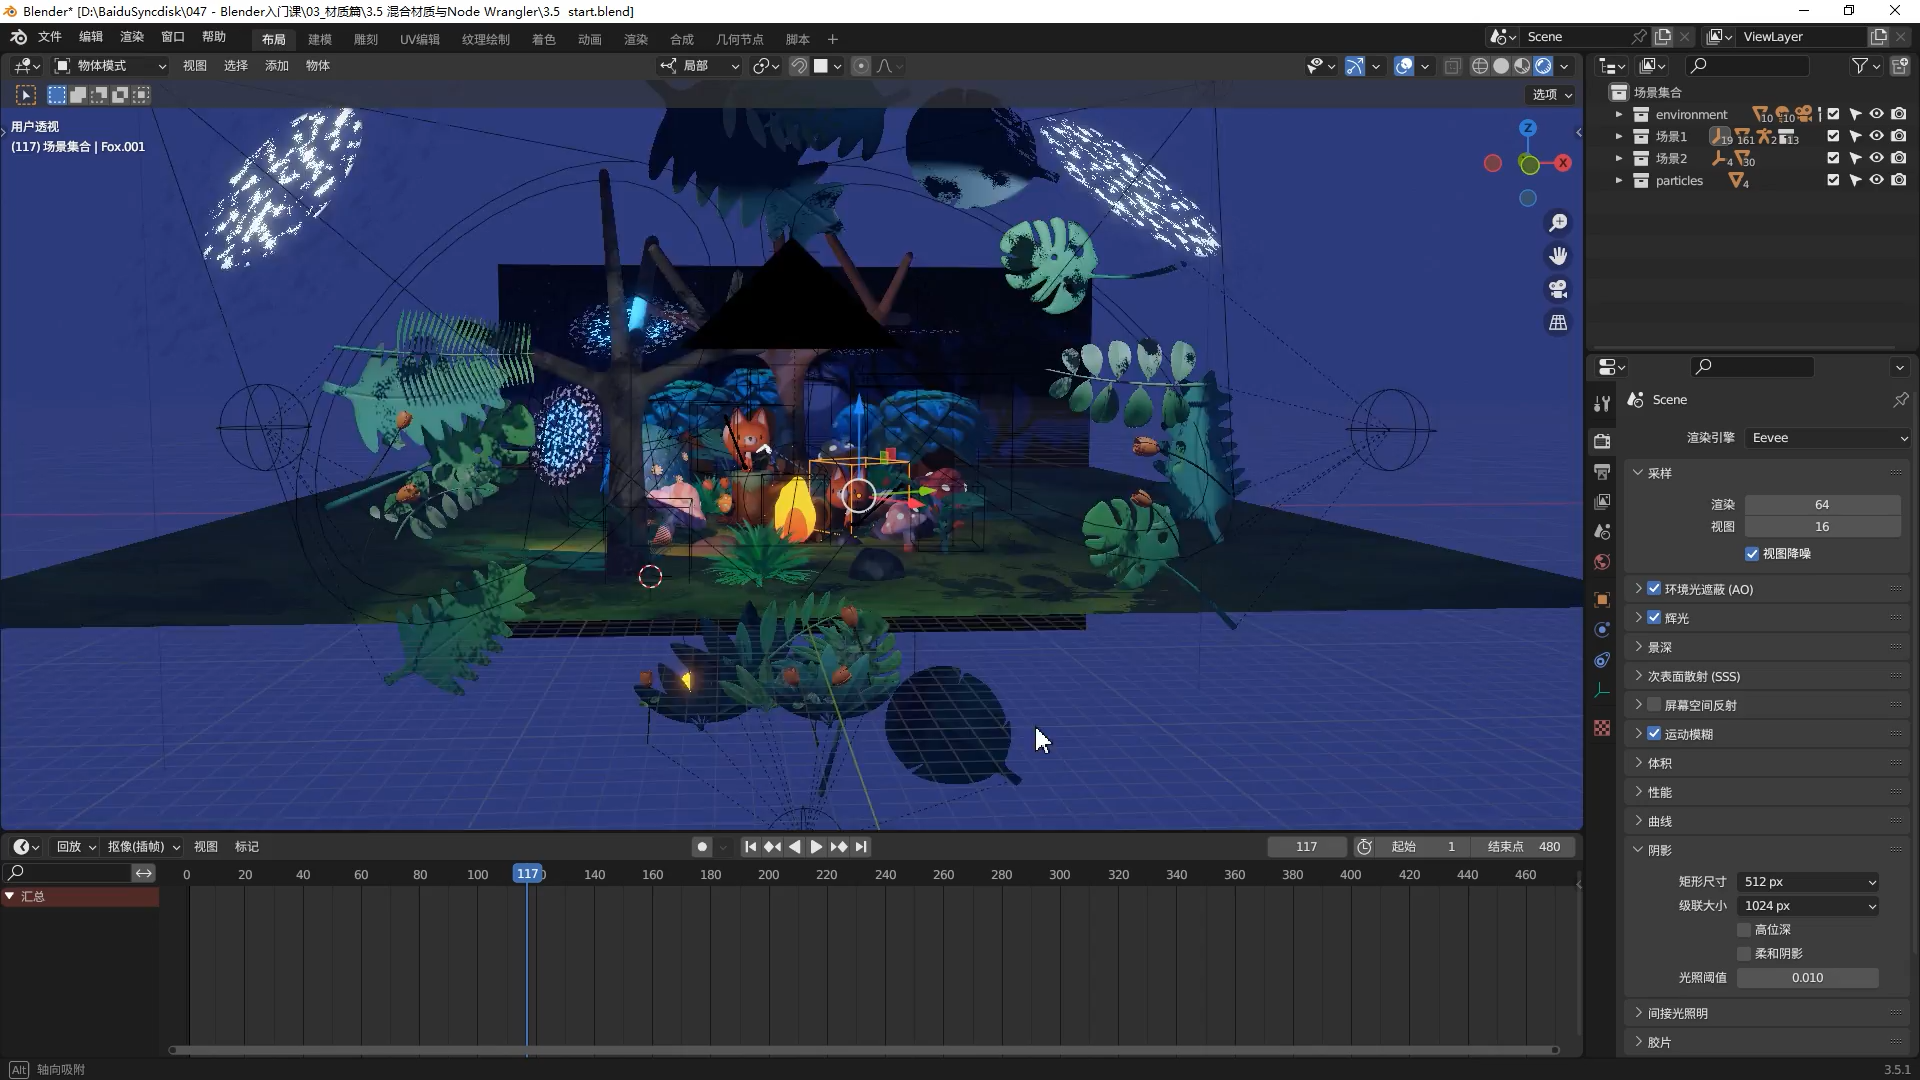 Blender* [D:\BaiduSyncdisk\047 - Blender入门课\03_材质篇\3.5 混合材质与Node Wrangler\3.5  start.blend]
文件 编辑 渲染 窗口 帮助 布局 建模 雕刻 UV编辑 纹理绘制 着色 动画 渲染 合成 几何节点 脚本 + Scene ViewLayer
物体模式 视图 选择 添加 物体 局部
选项
用户透视
(117) 场景集合 | Fox.001
Z
X
场景集合
environment 10 10
场景1 19 161 2 13
场景2 4 30
particles 4
Scene
渲染引擎 Eevee
采样
渲染 64
视图 16
视图降噪
环境光遮蔽 (AO)
辉光
景深
次表面散射 (SSS)
屏幕空间反射
运动模糊
体积
性能
曲线
阴影
矩形尺寸 512 px
级联大小 1024 px
高位深
柔和阴影
光照阈值 0.010
间接光照明
胶片
回放 抠像(插帧) 视图 标记 117 起始 1 结束点 480
0 20 40 60 80 100 117 140 160 180 200 220 240 260 280 300 320 340 360 380 400 420 440 460
汇总
Alt 轴向吸附
3.5.1